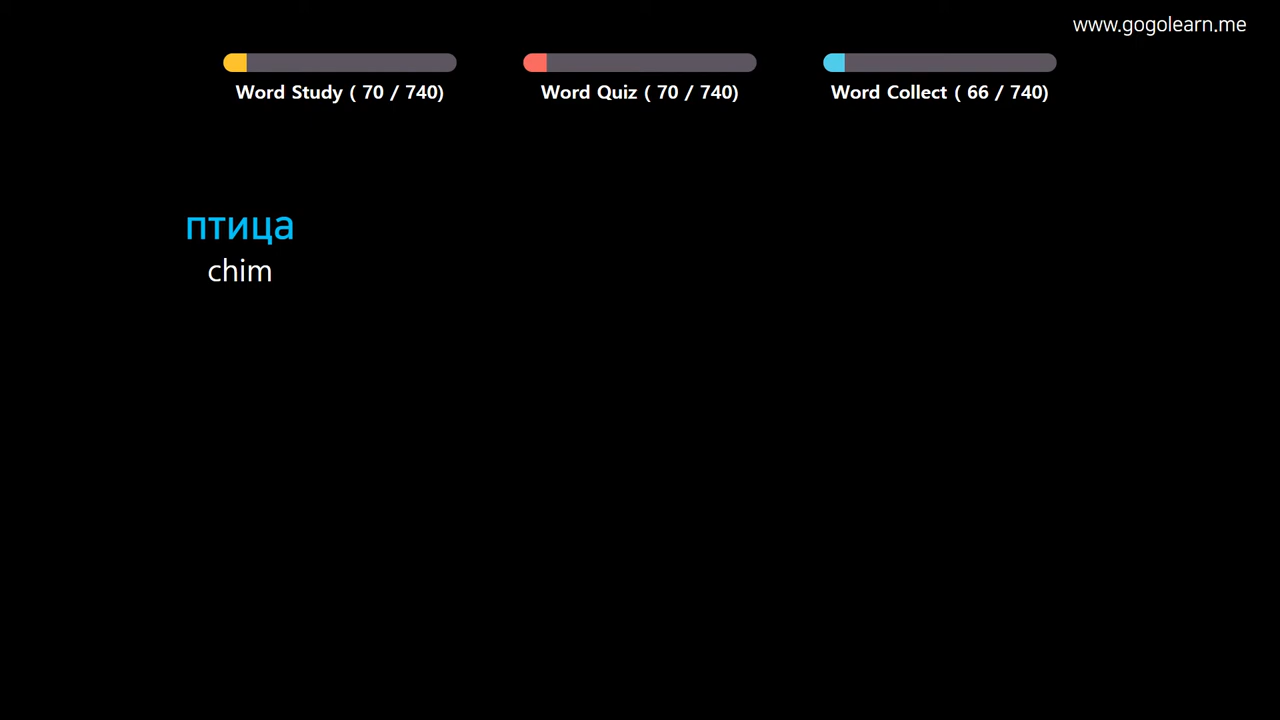 www.gogolearn.me
Word Study ( 70 / 740)
Word Quiz ( 70 / 740)
Word Collect ( 66 / 740)
птица
chim